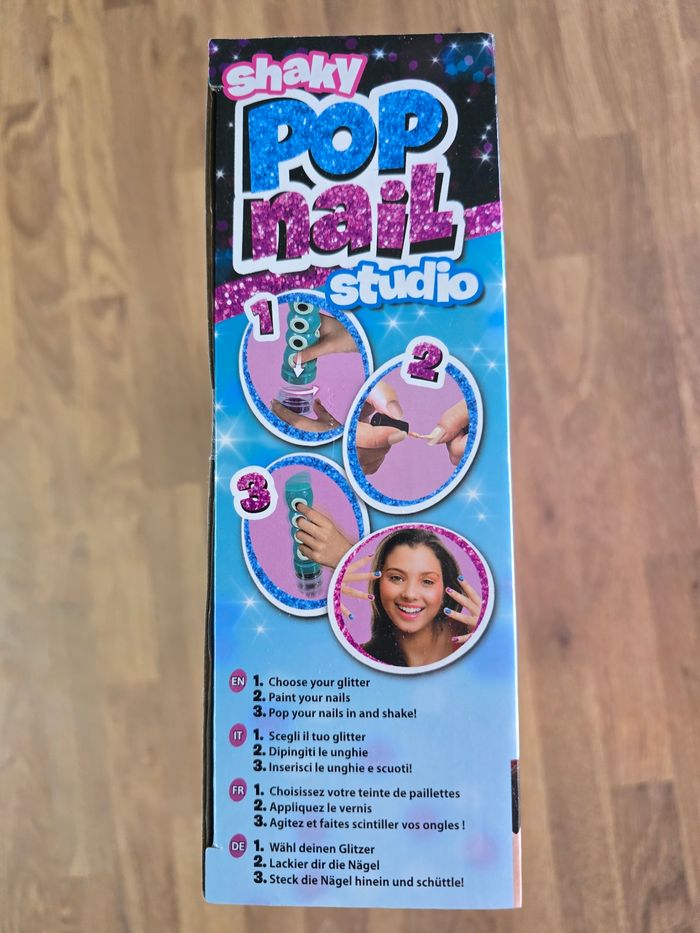 shaky
POP
nail
studio
1
2
3
EN 1. Choose your glitter
2. Paint your nails
3. Pop your nails in and shake!
IT 1. Scegli il tuo glitter
2. Dipingiti le unghie
3. Inserisci le unghie e scuoti!
FR 1. Choisissez votre teinte de paillettes
2. Appliquez le vernis
3. Agitez et faites scintiller vos ongles !
DE 1. Wähl deinen Glitzer
2. Lackier dir die Nägel
3. Steck die Nägel hinein und schüttle!